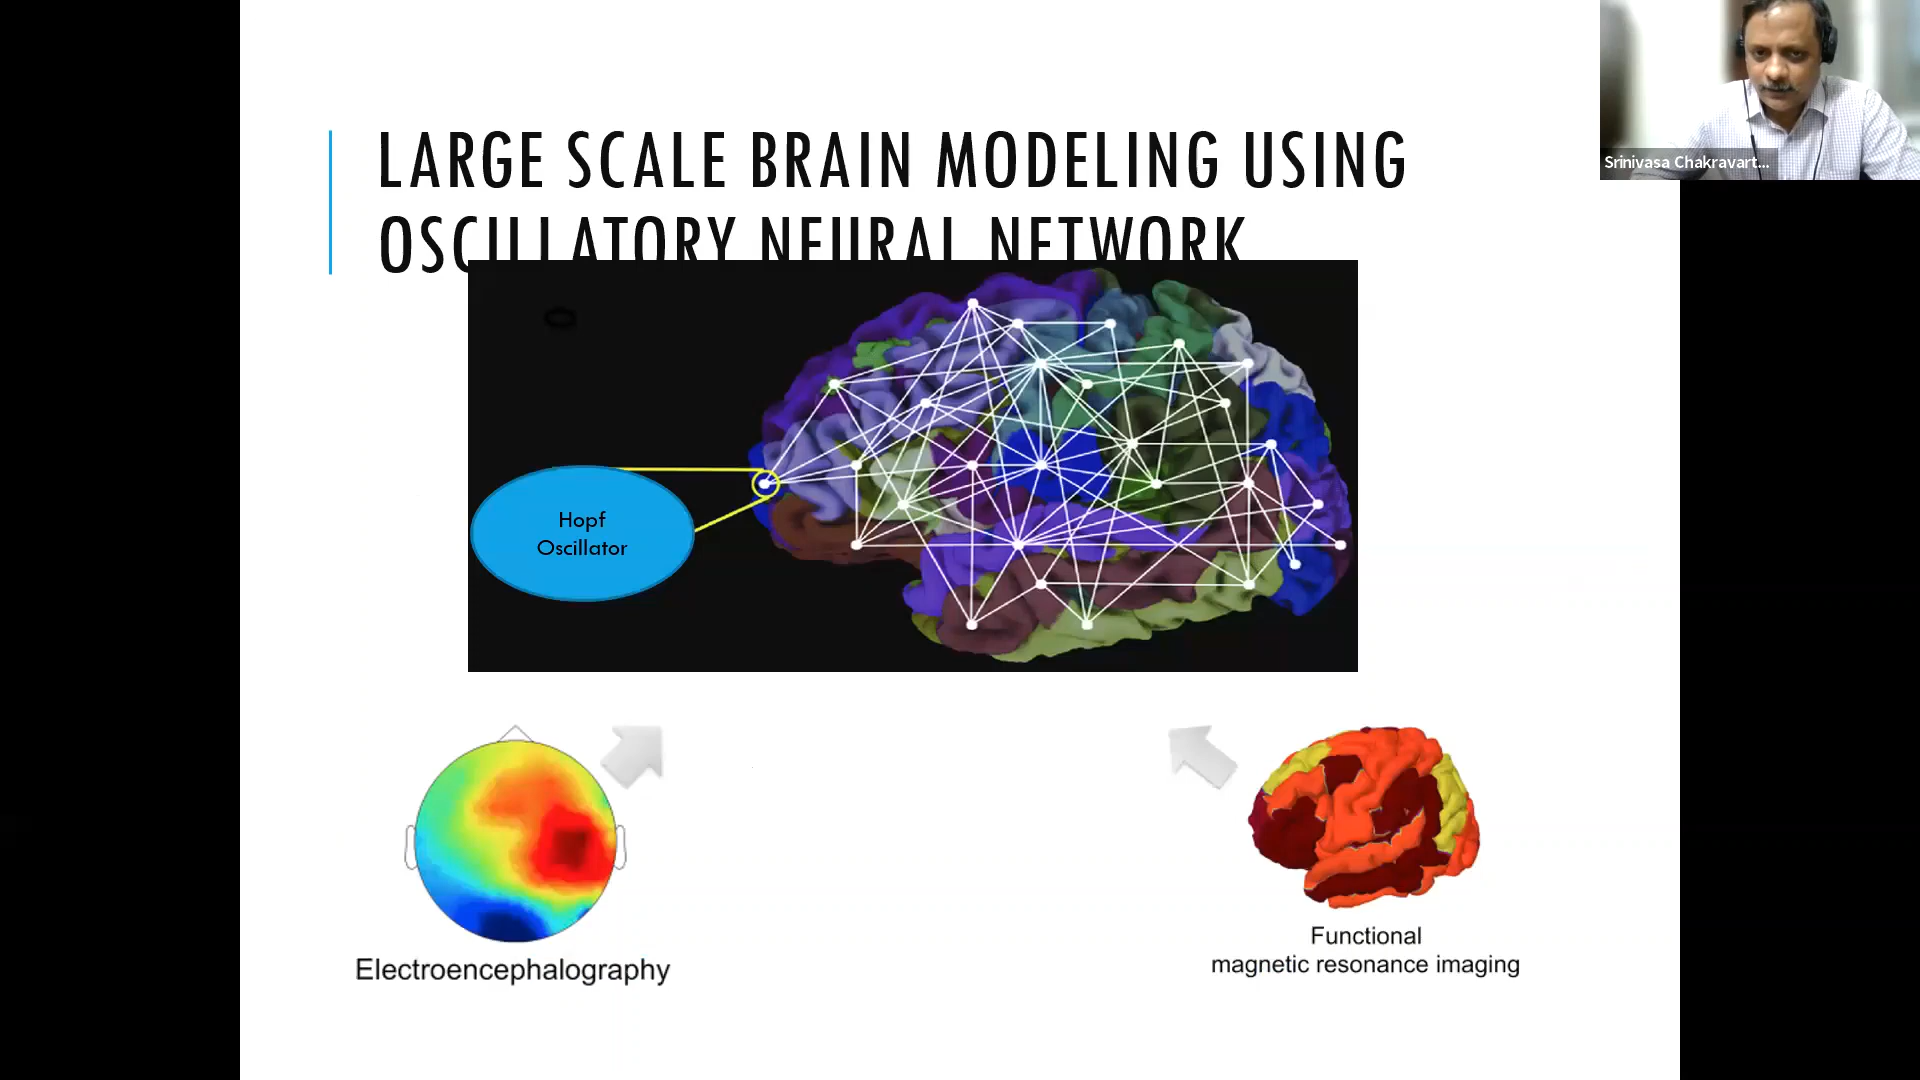 LARGE SCALE BRAIN MODELING USING
OSCILLATORY NEURAL NETWORK
Srinivasa Chakravart...
Hopf
Oscillator
Electroencephalography
Functional
magnetic resonance imaging